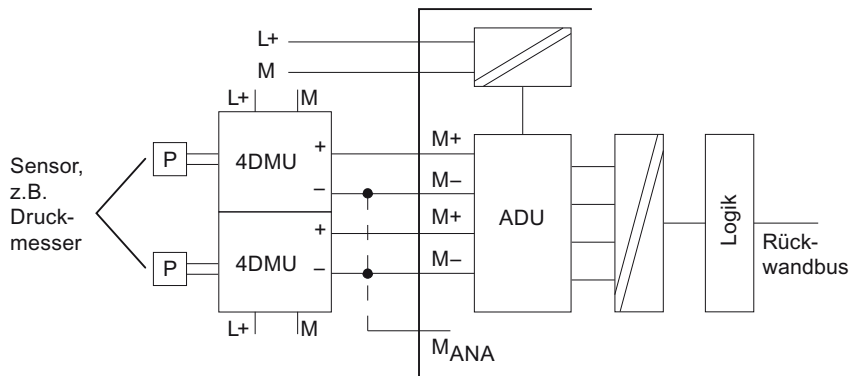 L+
M
L+ M
P
4DMU
+
–
M+
M–
Sensor,
z.B.
Druck-
messer
ADU
Logik
Rück-
wandbus
P
4DMU
+
–
M+
M–
L+ M
MANA